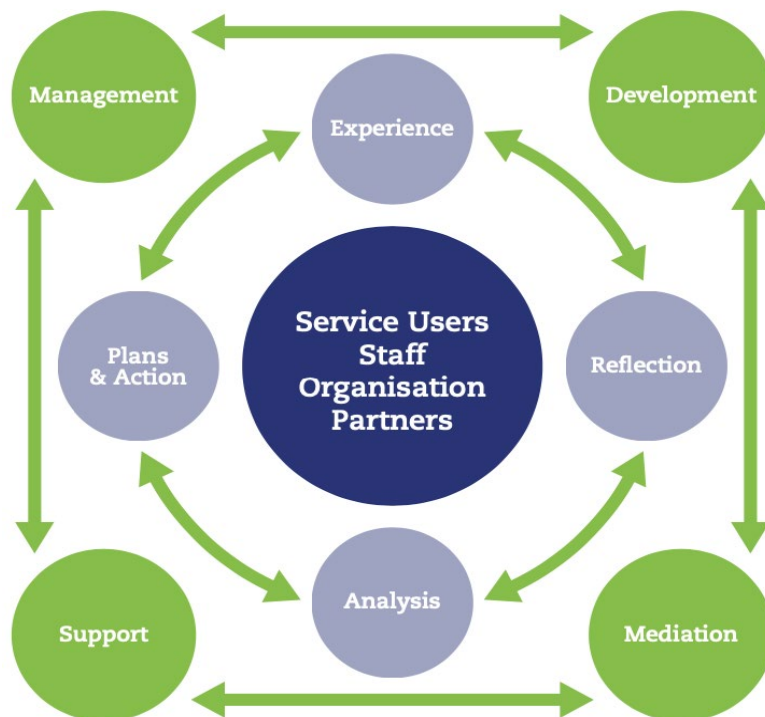 Management
Development
Experience
Service Users
Staff
Organisation
Partners
Plans
& Action
Reflection
Analysis
Support
Mediation